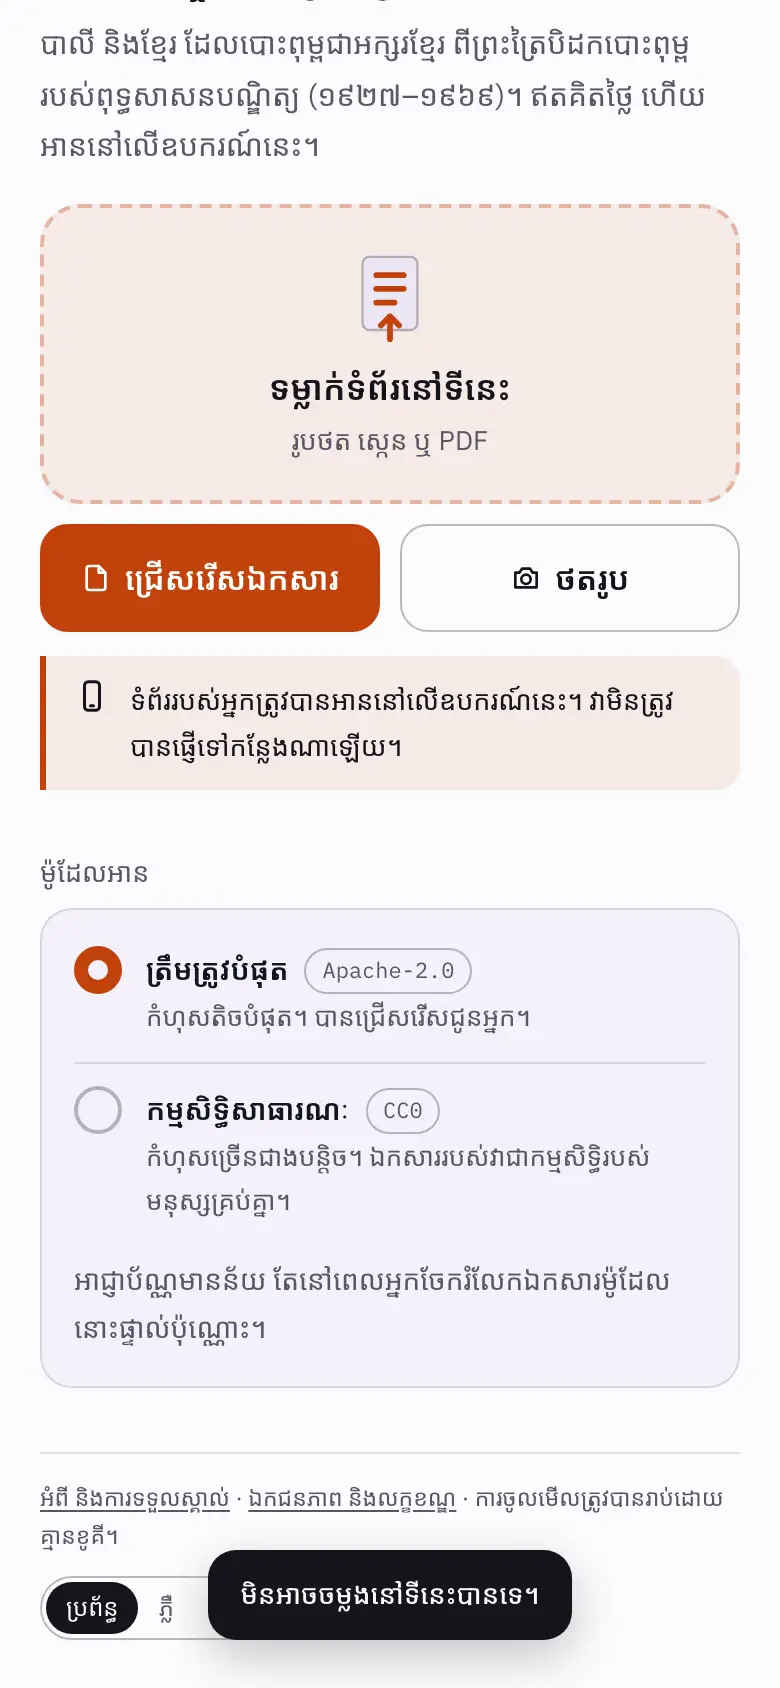 បាលី និងខ្មែរ ដែលបោះពុម្ពជាអក្សរខ្មែរ ពីព្រះត្រៃបិដកបោះពុម្ព
របស់ពុទ្ធសាសនបណ្ឌិត្យ (១៩២៧–១៩៦៩)។ ឥតគិតថ្លៃ ហើយ
អាននៅលើឧបករណ៍នេះ។
ទម្លាក់ទំព័រនៅទីនេះ
រូបថត ស្កេន ឬ PDF
ជ្រើសរើសឯកសារ
ថតរូប
ទំព័ររបស់អ្នកត្រូវបានអាននៅលើឧបករណ៍នេះ។ វាមិនត្រូវ
បានផ្ញើទៅកន្លែងណាឡើយ។
ម៉ូដែលអាន
ត្រឹមត្រូវបំផុត Apache-2.0
កំហុសតិចបំផុត។ បានជ្រើសរើសជូនអ្នក។
កម្មសិទ្ធិសាធារណៈ CC0
កំហុសច្រើនជាងបន្តិច។ ឯកសាររបស់វាជាកម្មសិទ្ធិរបស់
មនុស្សគ្រប់គ្នា។
អាជ្ញាប័ណ្ណមានន័យ តែនៅពេលអ្នកចែករំលែកឯកសារម៉ូដែល
នោះផ្ទាល់ប៉ុណ្ណោះ។
អំពី និងការទទួលស្គាល់ · ឯកជនភាព និងលក្ខខណ្ឌ · ការចូលមើលត្រូវបានរាប់ដោយ
គ្មានខូគី។
ប្រព័ន្ធ
ភ្លឺ
មិនអាចចម្លងនៅទីនេះបានទេ។